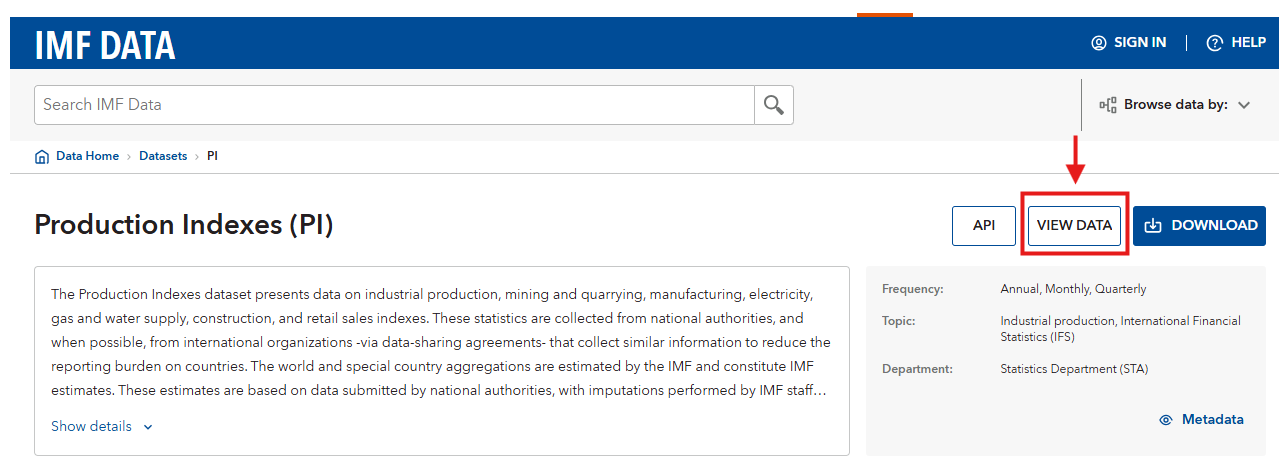 IMF DATA
SIGN IN
HELP
Search IMF Data
Browse data by:
Data Home › Datasets › PI
Production Indexes (PI)
API
VIEW DATA
DOWNLOAD
The Production Indexes dataset presents data on industrial production, mining and quarrying, manufacturing, electricity,
gas and water supply, construction, and retail sales indexes. These statistics are collected from national authorities, and
when possible, from international organizations -via data-sharing agreements- that collect similar information to reduce the
reporting burden on countries. The world and special country aggregations are estimated by the IMF and constitute IMF
estimates. These estimates are based on data submitted by national authorities, with imputations performed by IMF staff…
Show details
Frequency: Annual, Monthly, Quarterly
Topic: Industrial production, International Financial
Statistics (IFS)
Department: Statistics Department (STA)
Metadata